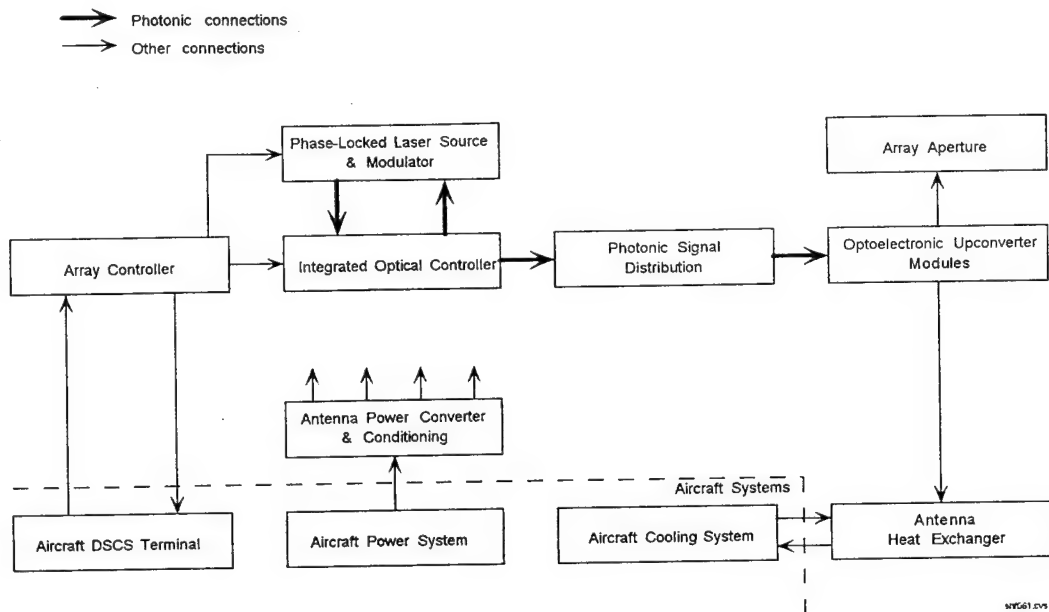 Photonic connections
Other connections
Phase-Locked Laser Source
& Modulator
Array Aperture
Array Controller
Integrated Optical Controller
Photonic Signal
Distribution
Optoelectronic Upconverter
Modules
Antenna Power Converter
& Conditioning
Aircraft Systems
Aircraft DSCS Terminal
Aircraft Power System
Aircraft Cooling System
Antenna
Heat Exchanger